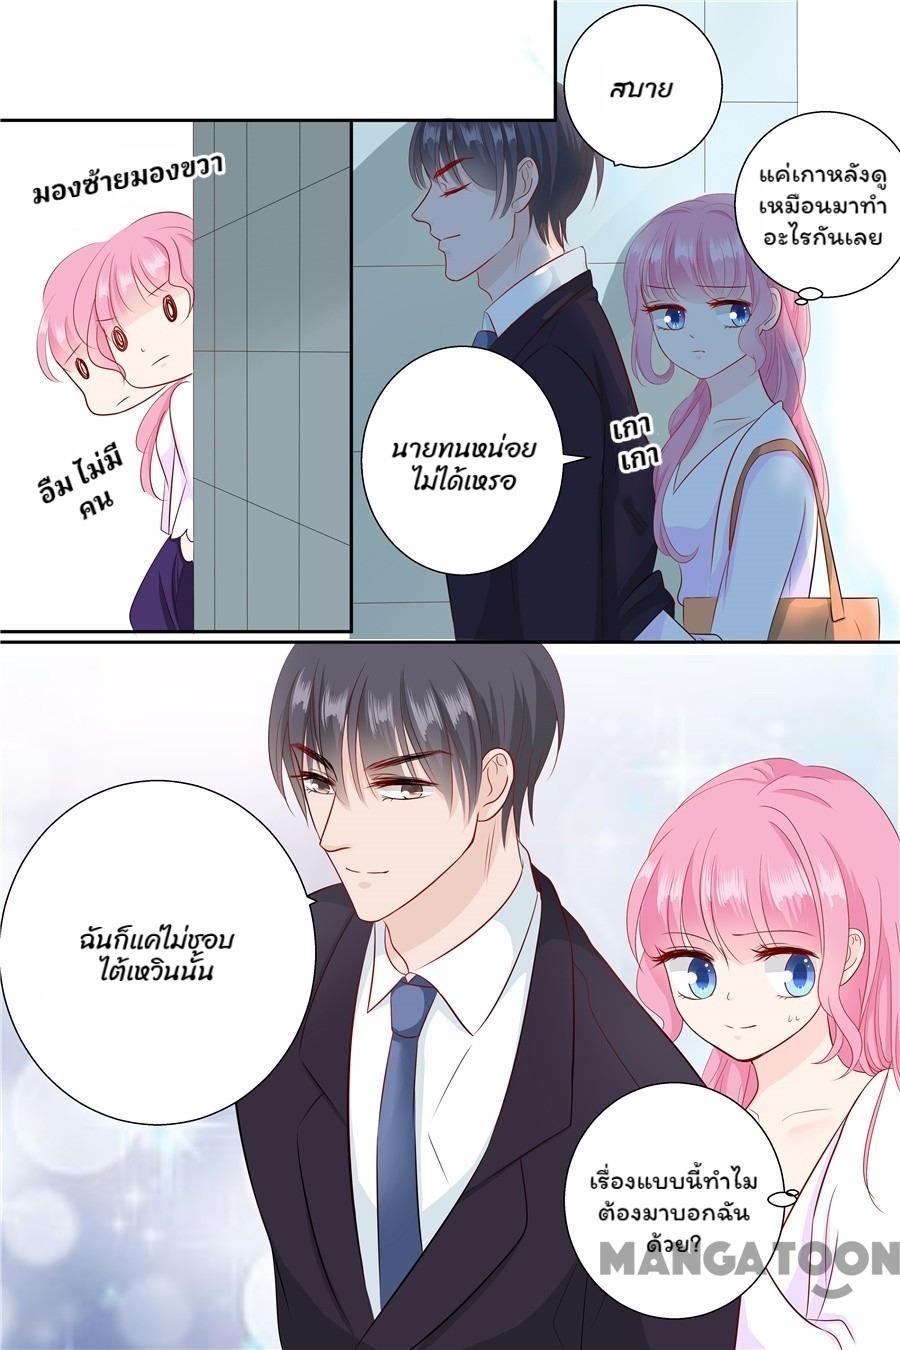 มองซ้ายมองขวา
อืม ไม่มี
คน
สบาย
แค่เกาหลังดู
เหมือนมาทำ
อะไรกันเลย
เกา
เกา
นายทนหน่อย
ไม่ได้เหรอ
ฉันก็แค่ไม่ชอบ
ไต้เหวินนั้น
เรื่องแบบนี้ทำไม
ต้องมาบอกฉัน
ด้วย?
MANGATOON